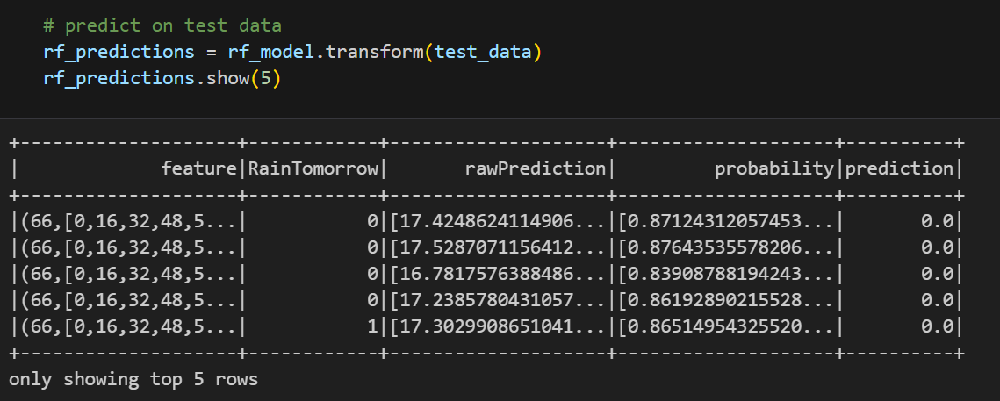 # predict on test data
rf_predictions = rf_model.transform(test_data)
rf_predictions.show(5)
+--------------------+------------+--------------------+--------------------+----------+
|             feature|RainTomorrow|       rawPrediction|         probability|prediction|
+--------------------+------------+--------------------+--------------------+----------+
|(66,[0,16,32,48,5...|           0|[17.4248624114906...|[0.87124312057453...|       0.0|
|(66,[0,16,32,48,5...|           0|[17.5287071156412...|[0.87643535578206...|       0.0|
|(66,[0,16,32,48,5...|           0|[16.7817576388486...|[0.83908788194243...|       0.0|
|(66,[0,16,32,48,5...|           0|[17.2385780431057...|[0.86192890215528...|       0.0|
|(66,[0,16,32,48,5...|           1|[17.3029908651041...|[0.86514954325520...|       0.0|
+--------------------+------------+--------------------+--------------------+----------+
only showing top 5 rows